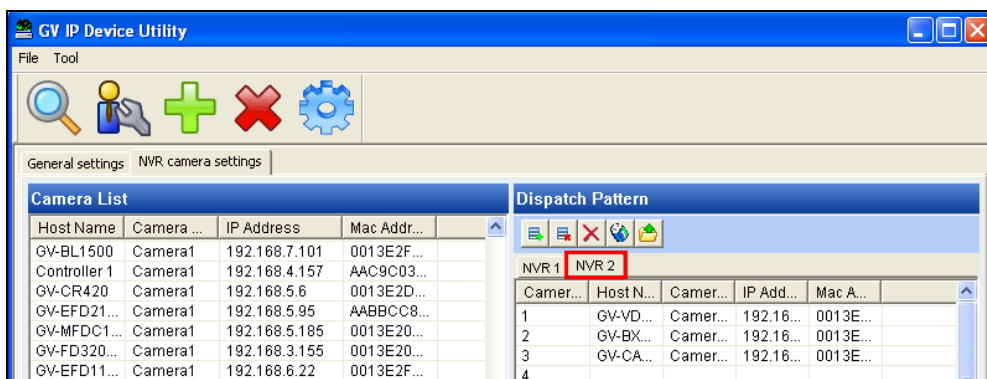 GV IP Device Utility
File Tool
General settings NVR camera settings
Camera List
Host Name Camera ... IP Address Mac Addr...
GV-BL1500 Camera1 192.168.7.101 0013E2F...
Controller 1 Camera1 192.168.4.157 AAC9C03...
GV-CR420 Camera1 192.168.5.6 0013E2D...
GV-EFD21... Camera1 192.168.5.95 AABBCC8...
GV-MFDC1... Camera1 192.168.5.185 0013E20...
GV-FD320... Camera1 192.168.3.155 0013E20...
GV-EFD11... Camera1 192.168.6.22 0013E2F...
Dispatch Pattern
NVR 1 NVR 2
Camer... Host N... Camer... IP Add... Mac A...
1 GV-VD... Camer... 192.16... 0013E...
2 GV-BX... Camer... 192.16... 0013E...
3 GV-CA... Camer... 192.16... 0013E...
4